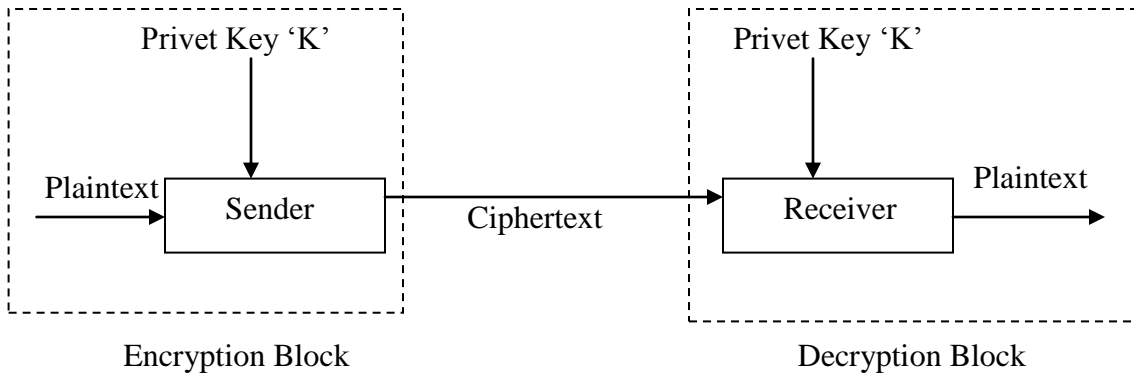 Privet Key ‘K’
Privet Key ‘K’
Plaintext
Sender
Ciphertext
Receiver
Plaintext
Encryption Block
Decryption Block